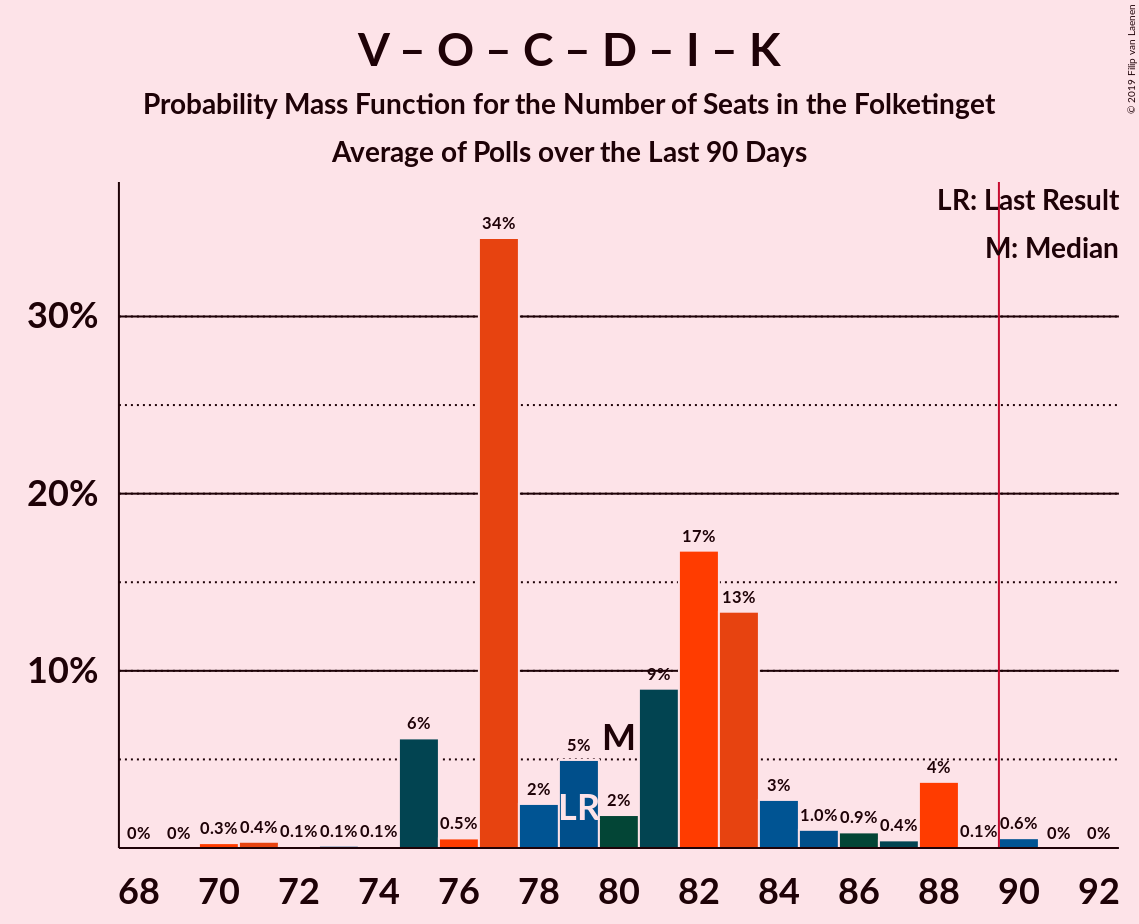 V – O – C – D – I – K
Probability Mass Function for the Number of Seats in the Folketinget
Average of Polls over the Last 90 Days
© 2019 Filip van Laenen
LR: Last Result
M: Median
30%
20%
10%
0% 0% 0.3% 0.4% 0.1% 0.1% 0.1% 6% 0.5% 34% 2% 5% 2% 9% 17% 13% 3% 1.0% 0.9% 0.4% 4% 0.1% 0.6% 0% 0%
M
LR
68 70 72 74 76 78 80 82 84 86 88 90 92